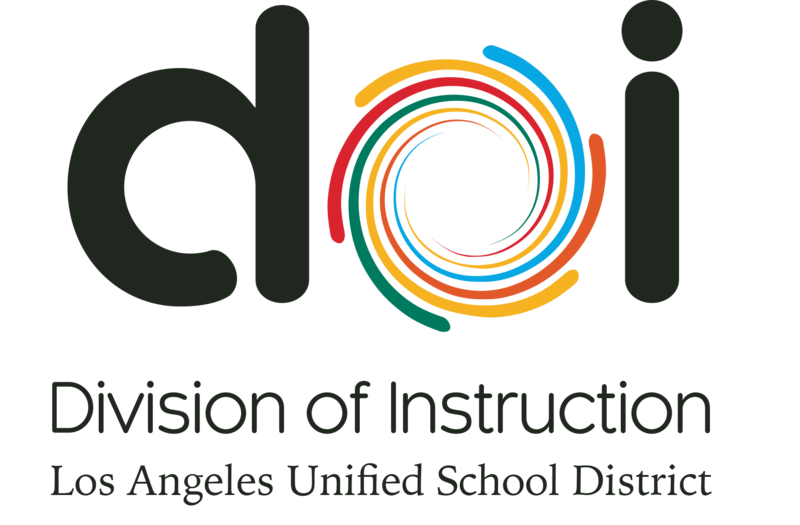 doi
Division of Instruction
Los Angeles Unified School District